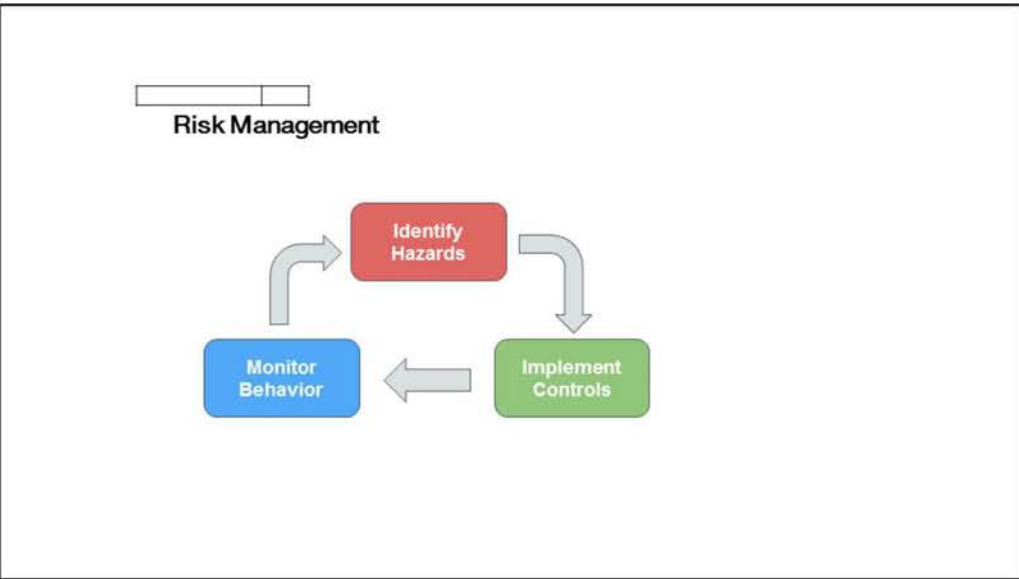 Risk Management
Identify
Hazards
Monitor
Behavior
Implement
Controls